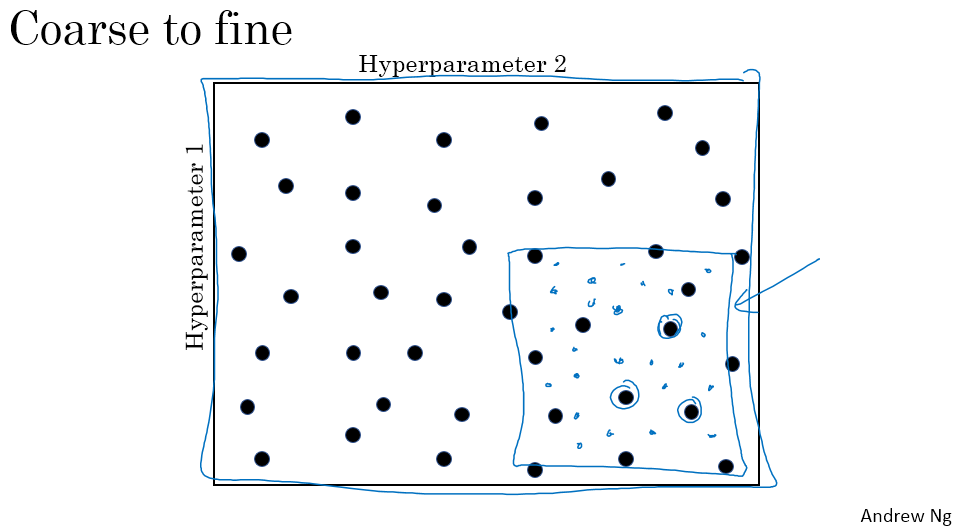 Coarse to fine
Hyperparameter 2
Hyperparameter 1
Andrew Ng